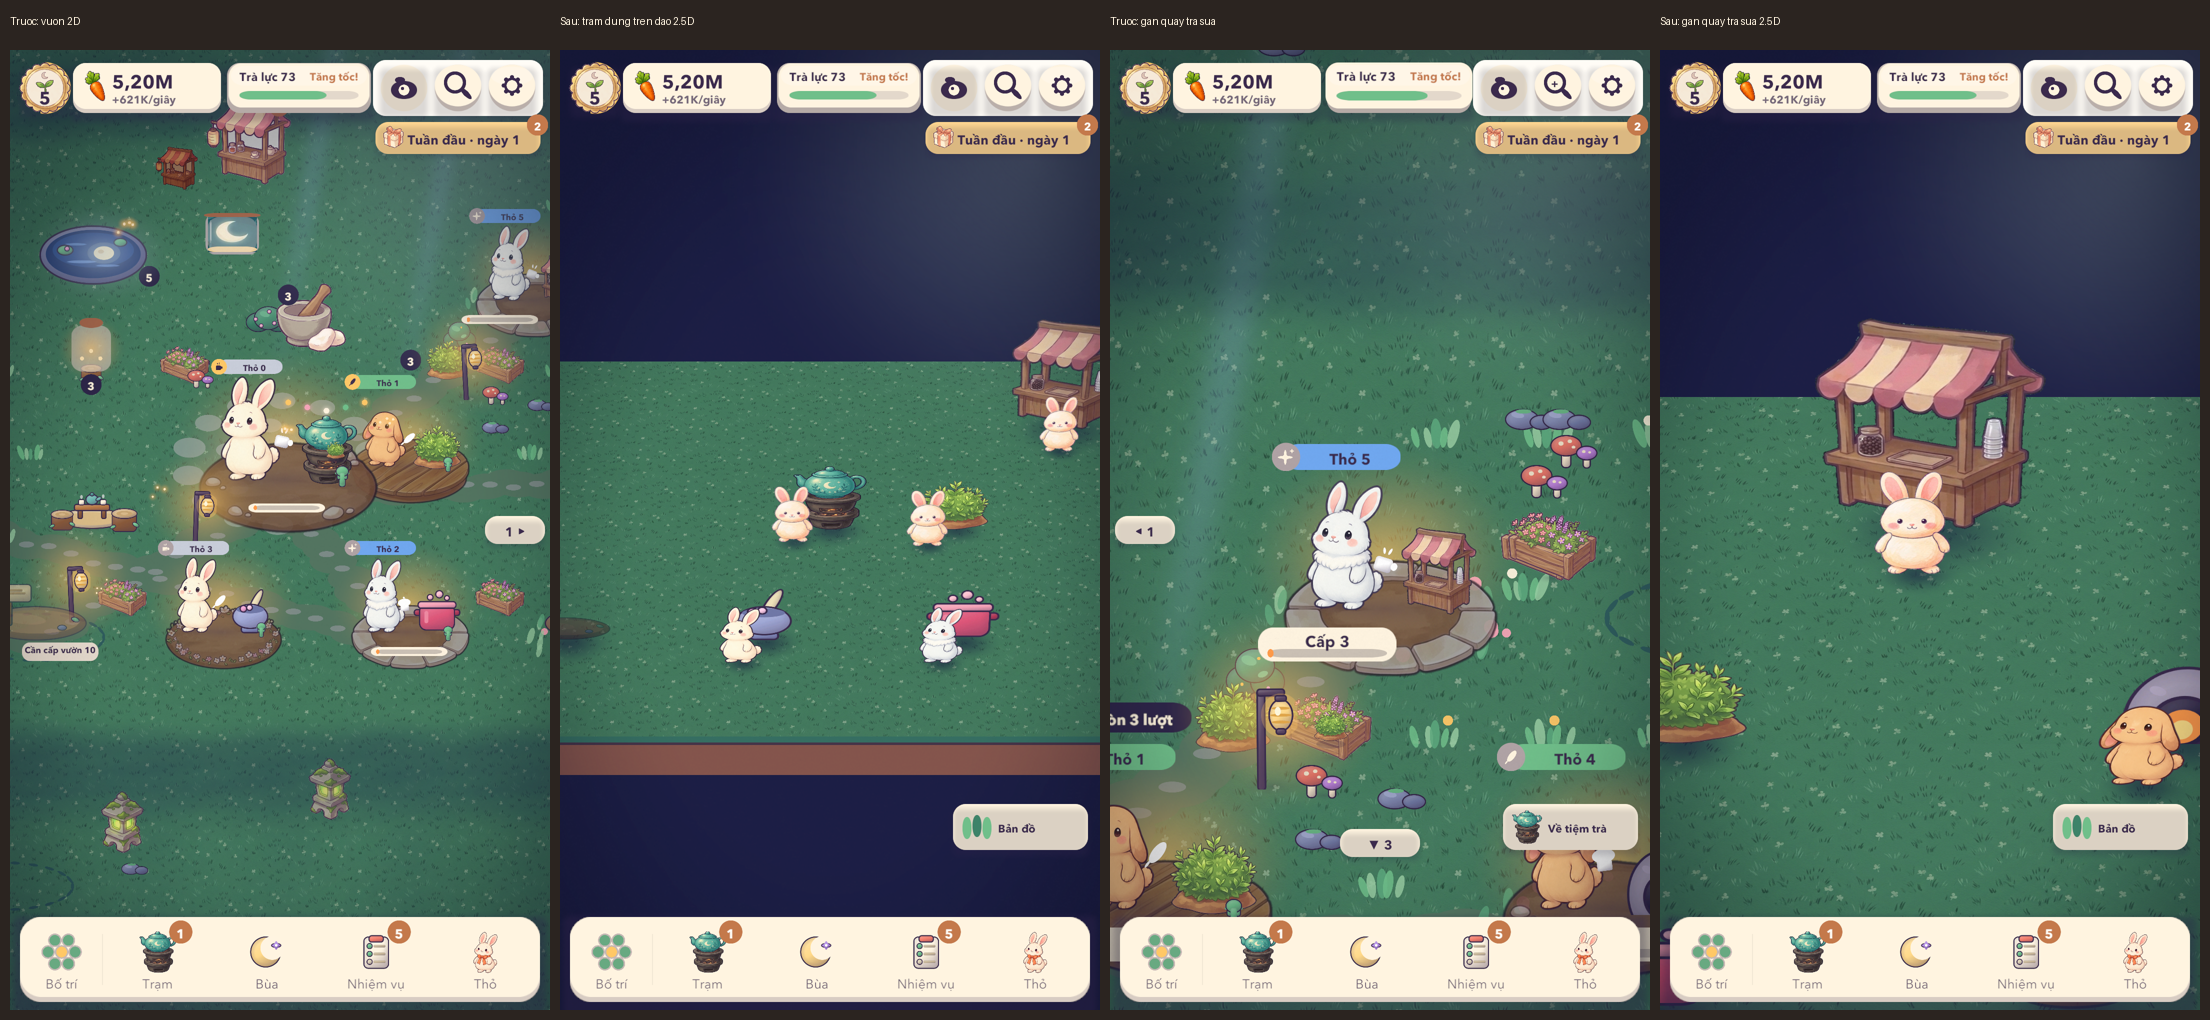 Truoc: vuon 2D
5
5,20M
+621K/giây
Trà lực 73 Tăng tốc!
2
Tuần đầu · ngày 1
Thỏ 5
5
3
3
Thỏ 0
3
Thỏ 1
1 ▸
Thỏ 3
Thỏ 2
Cần cấp vườn 10
1
5
Bố trí
Trạm
Bùa
Nhiệm vụ
Thỏ
Sau: tram dung tren dao 2.5D
5
5,20M
+621K/giây
Trà lực 73 Tăng tốc!
2
Tuần đầu · ngày 1
Bản đồ
1
5
Bố trí
Trạm
Bùa
Nhiệm vụ
Thỏ
Truoc: gan quay tra sua
5
5,20M
+621K/giây
Trà lực 73 Tăng tốc!
2
Tuần đầu · ngày 1
Thỏ 5
◂ 1
Cấp 3
òn 3 lượt
Thỏ 1
Thỏ 4
Về tiệm trà
▼ 3
1
5
Bố trí
Trạm
Bùa
Nhiệm vụ
Thỏ
Sau: gan quay tra sua 2.5D
5
5,20M
+621K/giây
Trà lực 73 Tăng tốc!
2
Tuần đầu · ngày 1
Bản đồ
1
5
Bố trí
Trạm
Bùa
Nhiệm vụ
Thỏ